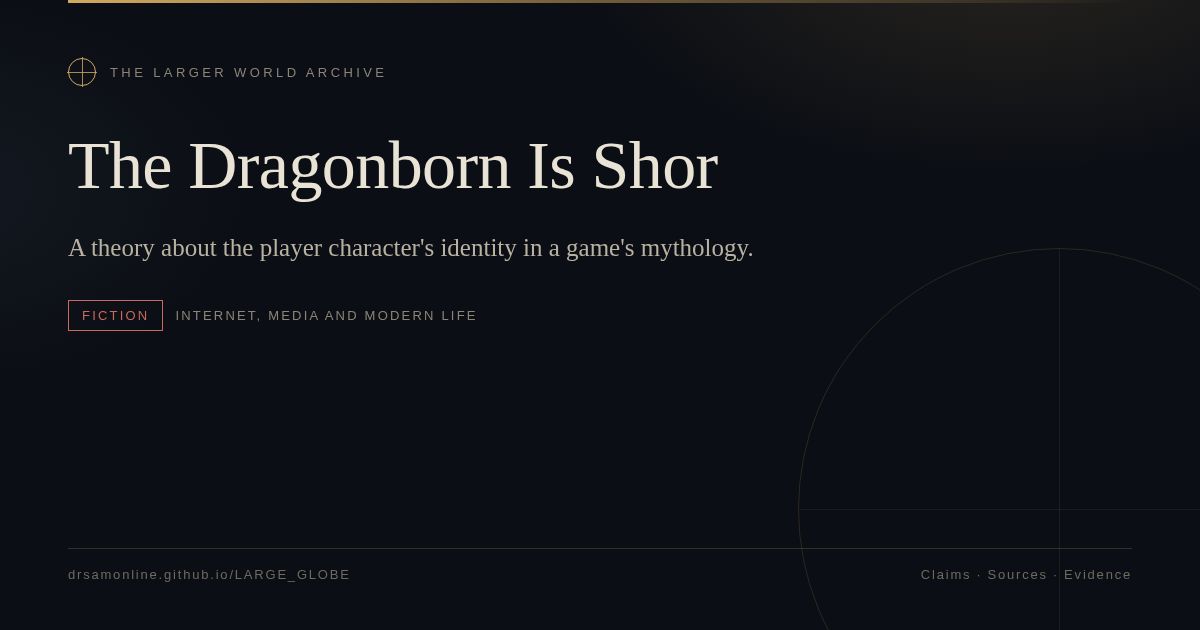 THE LARGER WORLD ARCHIVE
The Dragonborn Is Shor
A theory about the player character's identity in a game's mythology.
FICTION INTERNET, MEDIA AND MODERN LIFE
drsamonline.github.io/LARGE_GLOBE Claims · Sources · Evidence